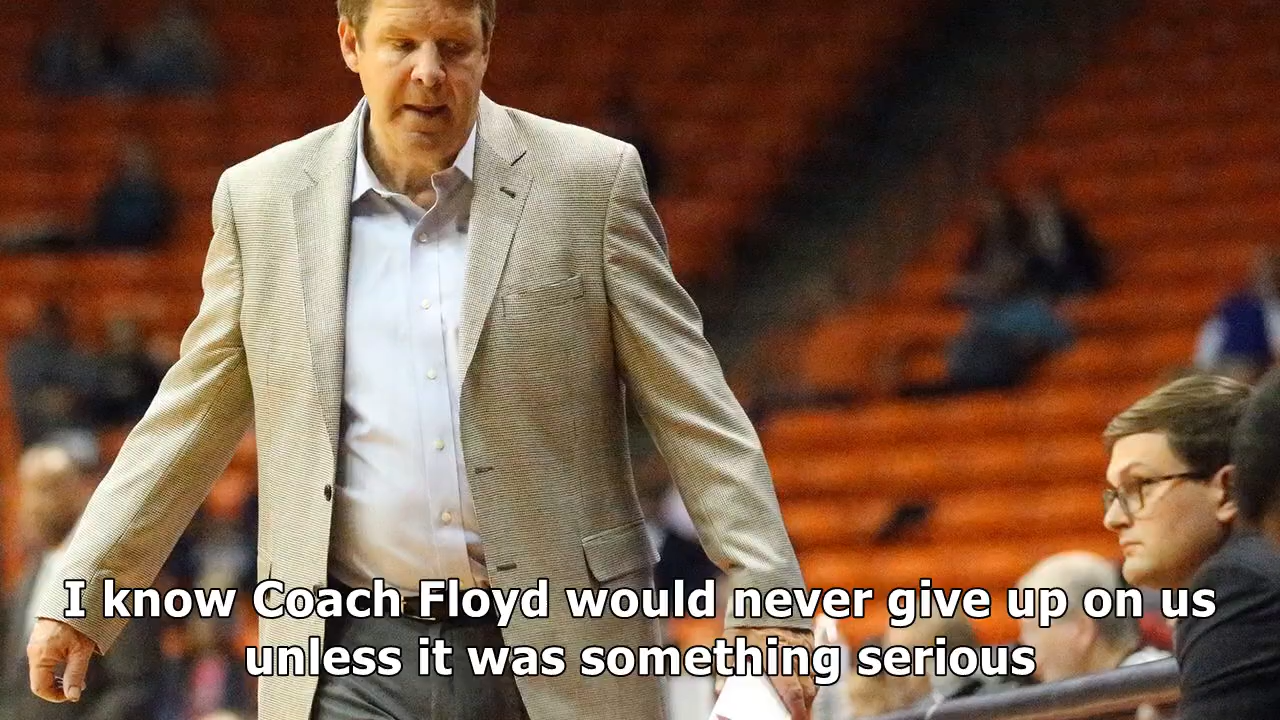 I know Coach Floyd would never give up on us
unless it was something serious